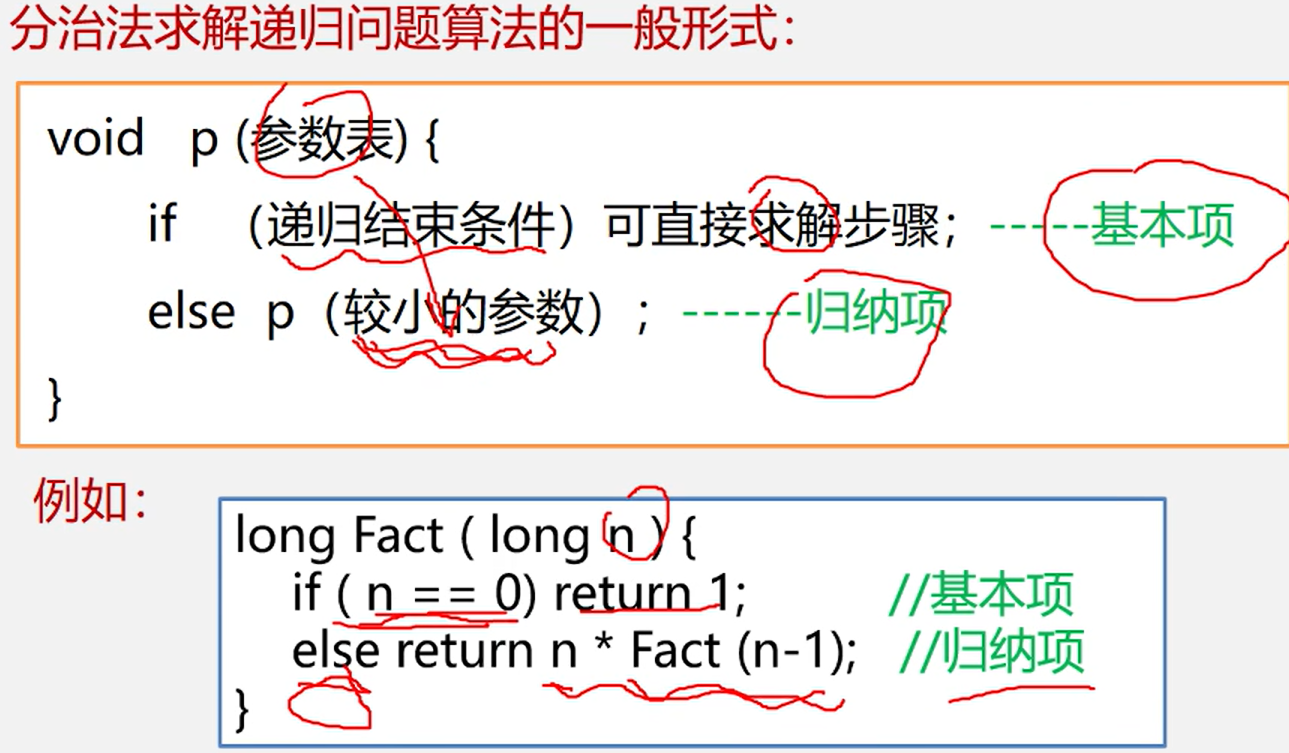 分治法求解递归问题算法的一般形式：
void p (参数表) {
if （递归结束条件）可直接求解步骤； -----基本项
else p（较小的参数）； ------归纳项
}
例如：
long Fact ( long n ) {
if ( n == 0) return 1; //基本项
else return n * Fact (n-1); //归纳项
}